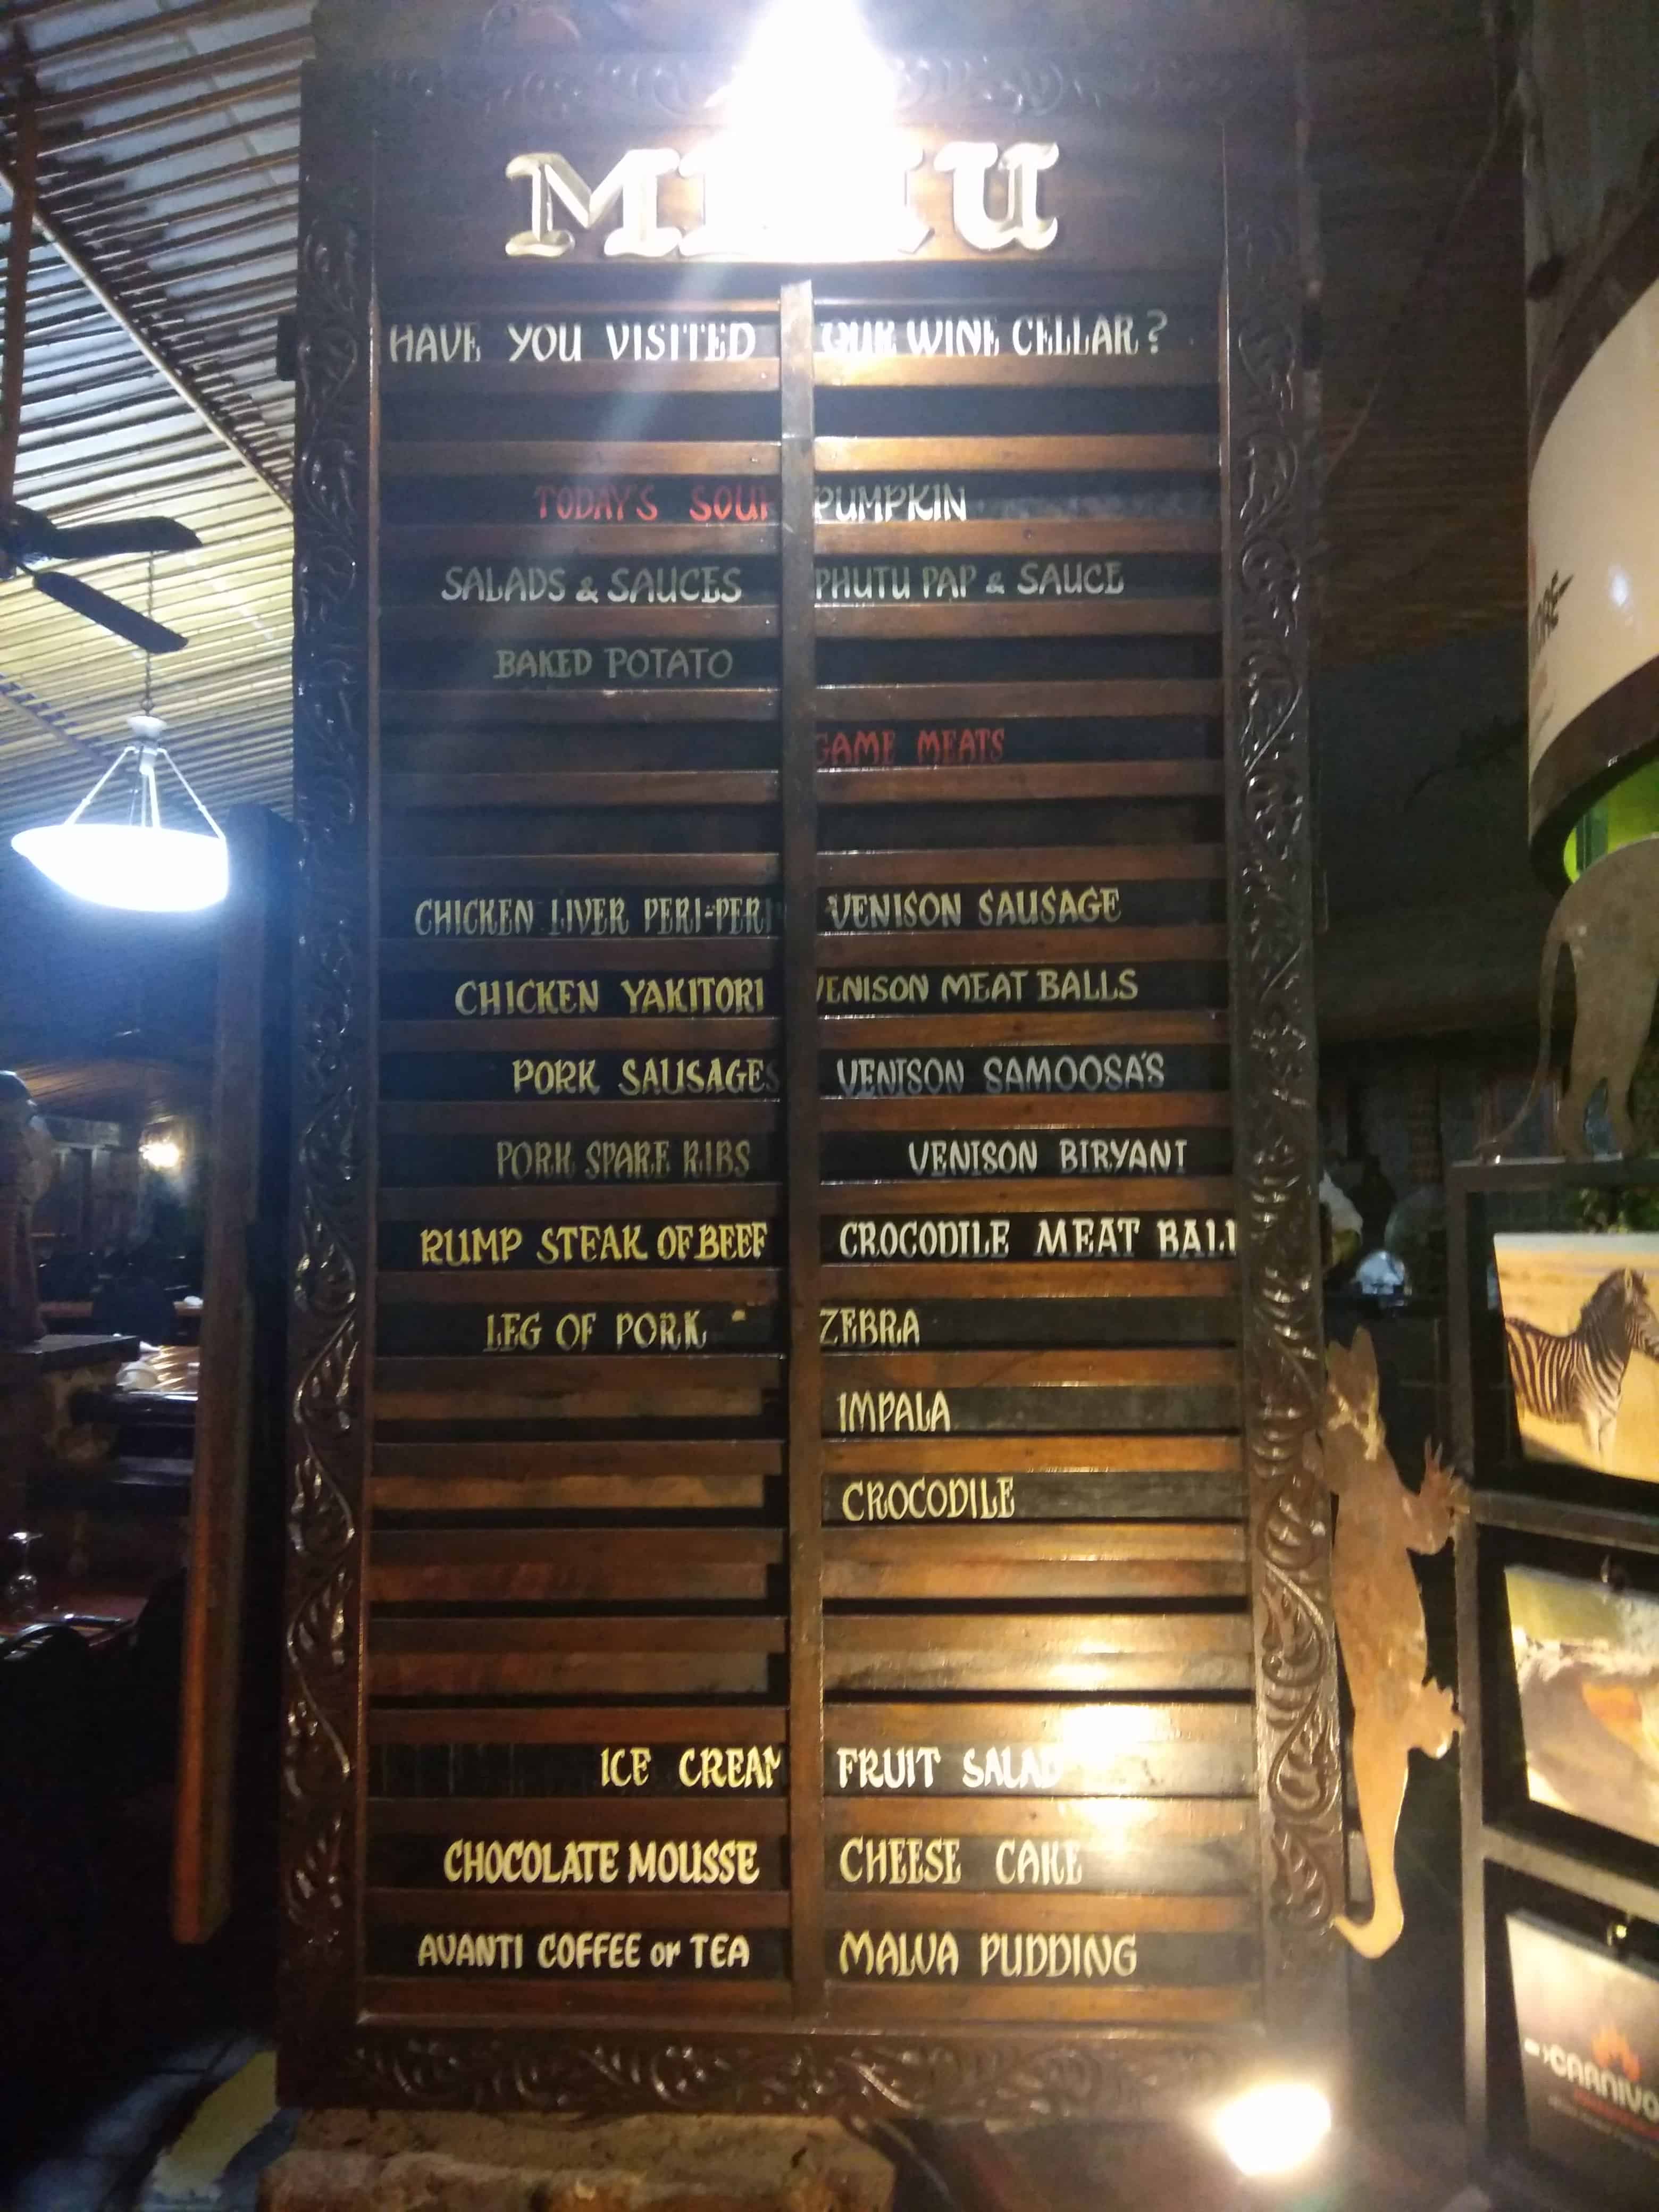 MENU
HAVE YOU VISITED OUR WINE CELLAR?
TODAY'S SOUP PUMPKIN
SALADS & SAUCES PHUTU PAP & SAUCE
BAKED POTATO
GAME MEATS
CHICKEN LIVER PERI-PERI VENISON SAUSAGE
CHICKEN YAKITORI VENISON MEAT BALLS
PORK SAUSAGES VENISON SAMOOSA'S
PORK SPARE RIBS VENISON BIRYANI
RUMP STEAK OF BEEF CROCODILE MEAT BALL
LEG OF PORK ZEBRA
IMPALA
CROCODILE
ICE CREAM FRUIT SALAD
CHOCOLATE MOUSSE CHEESE CAKE
AVANTI COFFEE or TEA MALVA PUDDING
CARNIVO